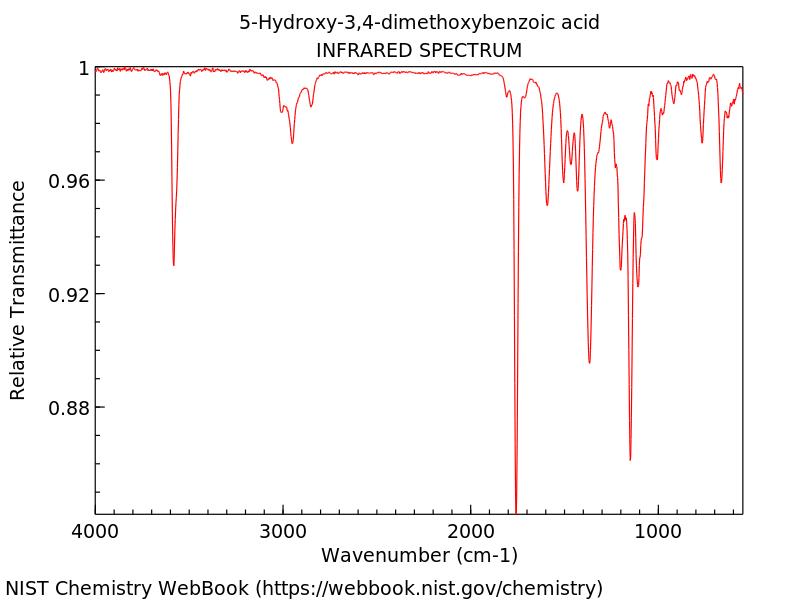 5-Hydroxy-3,4-dimethoxybenzoic acid
INFRARED SPECTRUM
1
0.96
0.92
0.88
Relative Transmittance
4000 3000 2000 1000
Wavenumber (cm-1)
NIST Chemistry WebBook (https://webbook.nist.gov/chemistry)